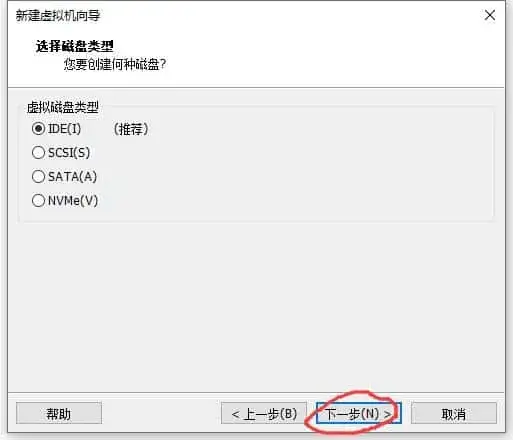 新建虚拟机向导
选择磁盘类型
您要创建何种磁盘?
虚拟磁盘类型
IDE(I) （推荐）
SCSI(S)
SATA(A)
NVMe(V)
帮助 < 上一步(B) 下一步(N) > 取消